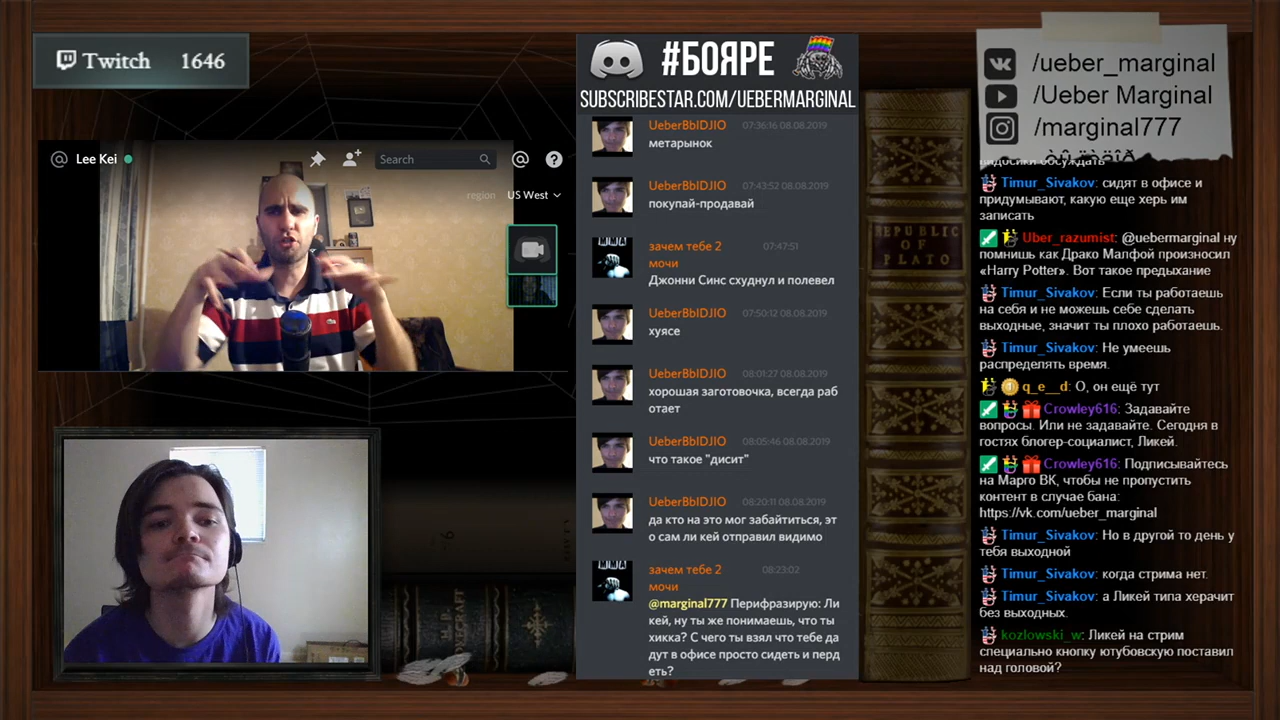 Twitch 1646
Lee Kei
Search
region US West
#БОЯРЕ
SUBSCRIBESTAR.COM/UEBERMARGINAL
UeberBbIDJIO 07:36:16 08.08.2019
метарынок
UeberBbIDJIO 07:43:52 08.08.2019
покупай-продавай
зачем тебе 2 07:47:51
мочи
Джонни Синс схуднул и полевел
UeberBbIDJIO 07:50:12 08.08.2019
хуясе
UeberBbIDJIO 08:01:27 08.08.2019
хорошая заготовочка, всегда раб
отает
UeberBbIDJIO 08:05:46 08.08.2019
что такое "дисит"
UeberBbIDJIO 08:20:11 08.08.2019
да кто на это мог забайтиться, эт
о сам ли кей отправил видимо
зачем тебе 2 08:23:02
мочи
@marginal777 Перифразирую: Ли
кей, ну ты же понимаешь, что ты
хикка? С чего ты взял что тебе да
дут в офисе просто сидеть и перд
еть?
REPUBLIC
OF
PLATO
/ueber_marginal
/Ueber Marginal
/marginal777
Timur_Sivakov: сидят в офисе и
придумывают, какую еще херь им
записать
Uber_razumist: @uebermarginal ну
помнишь как Драко Малфой произносил
«Harry Potter». Вот такое предыхание
Timur_Sivakov: Если ты работаешь
на себя и не можешь себе сделать
выходные, значит ты плохо работаешь.
Timur_Sivakov: Не умеешь
распределять время.
q_e__d: О, он ещё тут
Crowley616: Задавайте
вопросы. Или не задавайте. Сегодня в
гостях блогер-социалист, Ликей.
Crowley616: Подписывайтесь
на Марго ВК, чтобы не пропустить
контент в случае бана:
https://vk.com/ueber_marginal
Timur_Sivakov: Но в другой то день у
тебя выходной
Timur_Sivakov: когда стрима нет.
Timur_Sivakov: а Ликей типа херачит
без выходных.
kozlowski_w: Ликей на стрим
специально кнопку ютубовскую поставил
над головой?